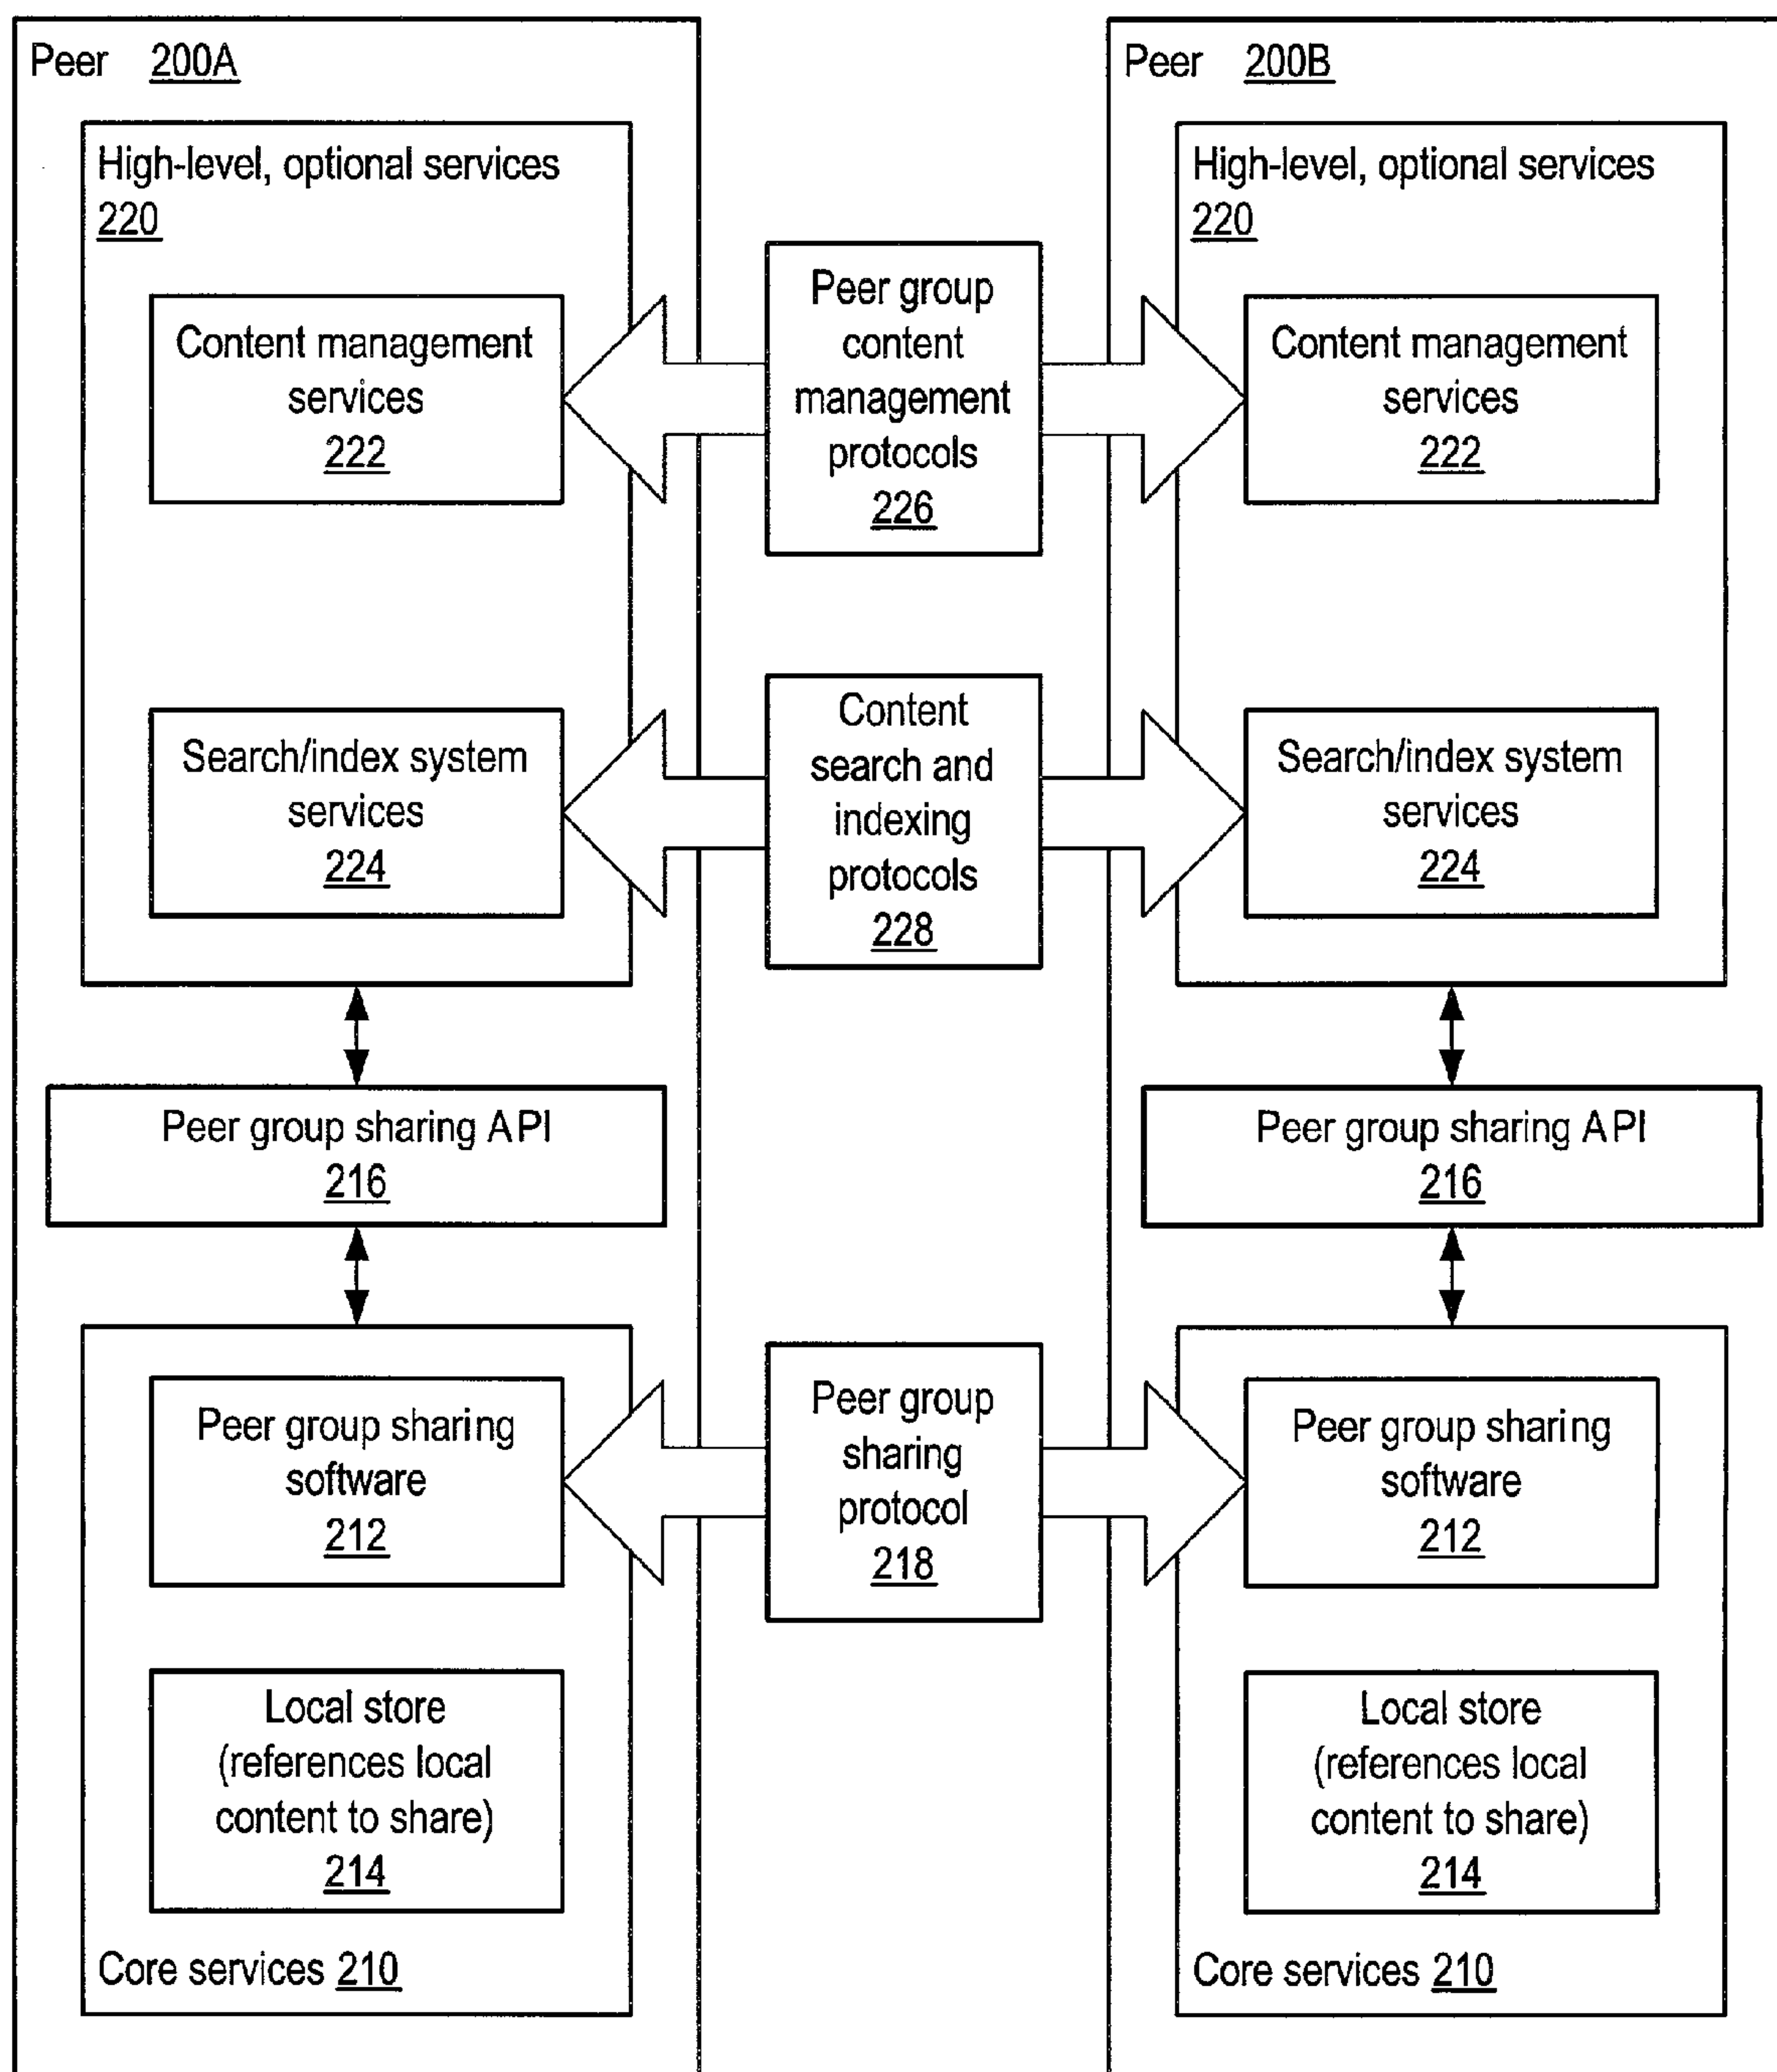 Peer 200A
High-level, optional services
220
Content management
services
222
Search/index system
services
224
Peer group sharing API
216
Peer group sharing
software
212
Local store
(references local
content to share)
214
Core services 210
Peer group
content
management
protocols
226
Content
search and
indexing
protocols
228
Peer group
sharing
protocol
218
Peer 200B
High-level, optional services
220
Content management
services
222
Search/index system
services
224
Peer group sharing API
216
Peer group sharing
software
212
Local store
(references local
content to share)
214
Core services 210